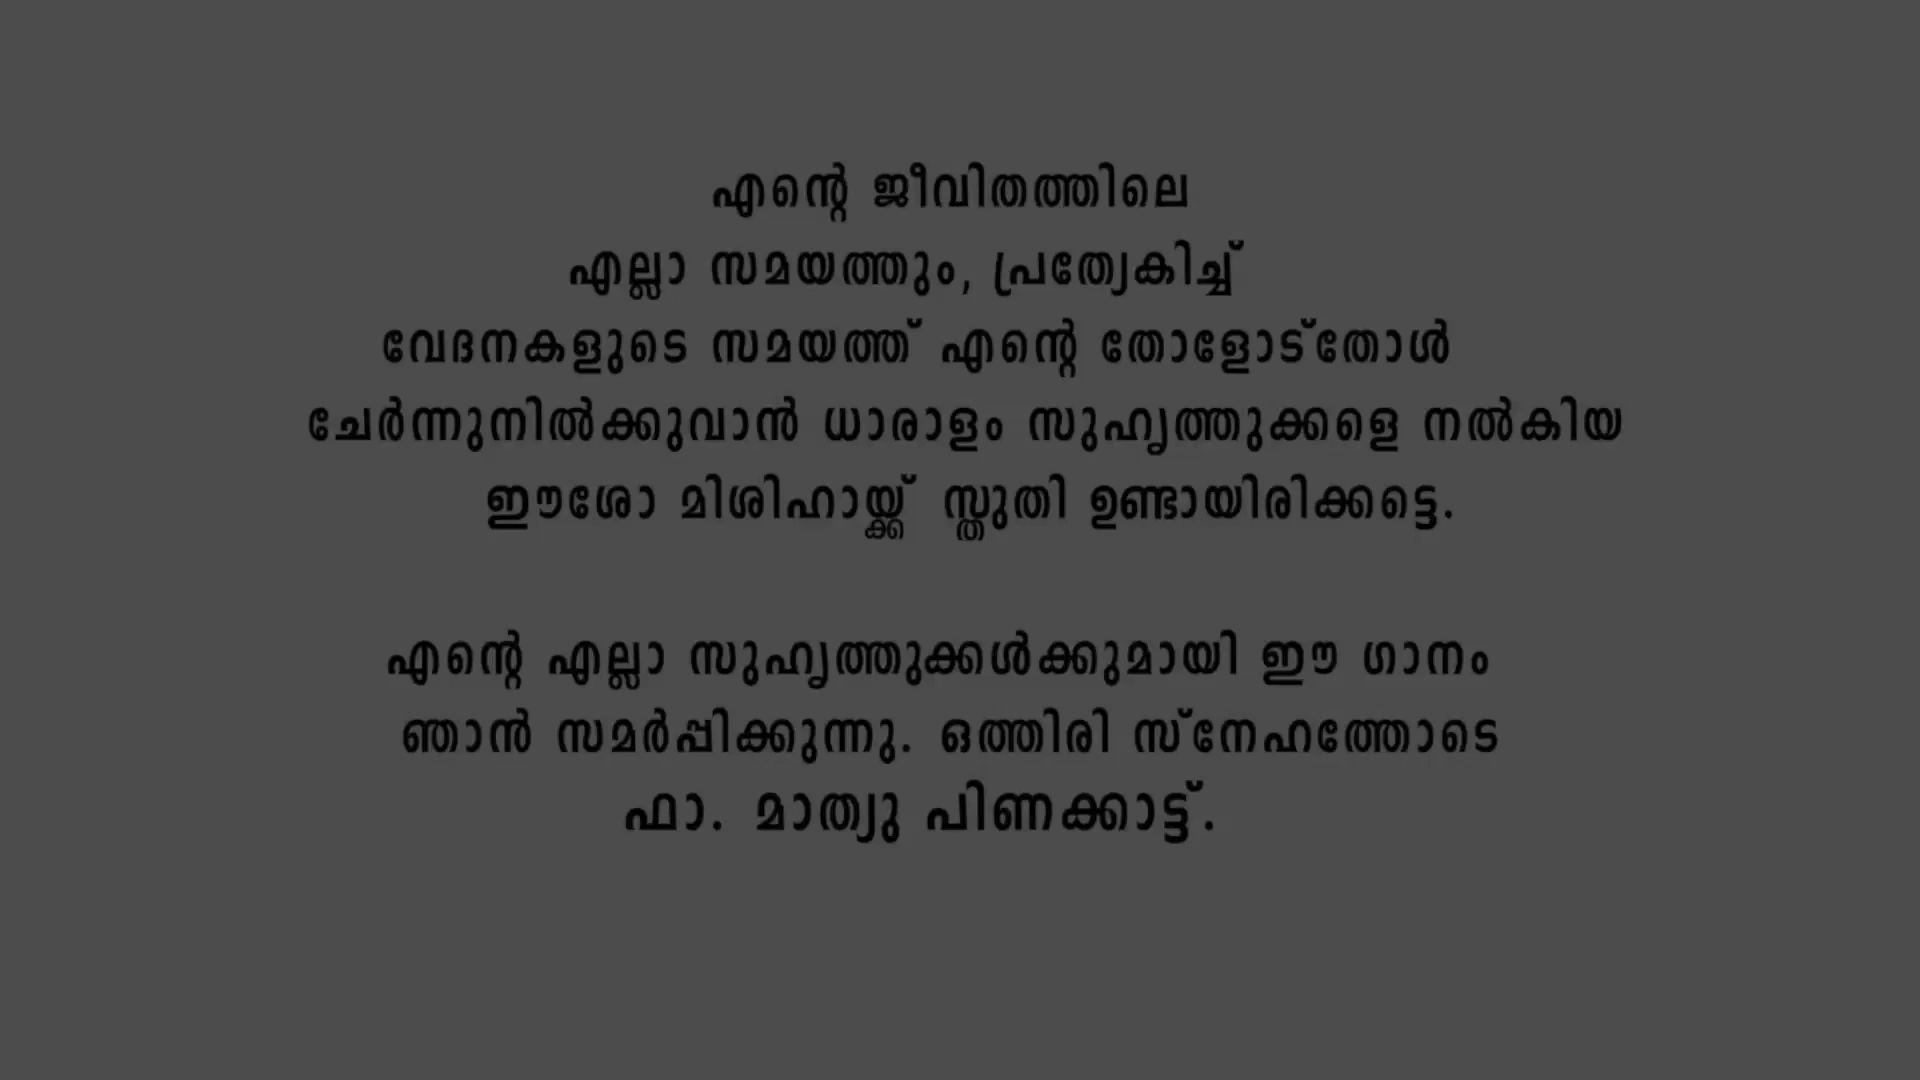 എന്റെ ജീവിതത്തിലെ
എല്ലാ സമയത്തും, പ്രത്യേകിച്ച്
വേദനകളുടെ സമയത്ത് എന്റെ തോളോട്തോൾ
ചേർന്നുനിൽക്കുവാൻ ധാരാളം സുഹൃത്തുക്കളെ നൽകിയ
ഈശോ മിശിഹായ്ക്ക് സ്തുതി ഉണ്ടായിരിക്കട്ടെ.
എന്റെ എല്ലാ സുഹൃത്തുക്കൾക്കുമായി ഈ ഗാനം
ഞാൻ സമർപ്പിക്കുന്നു. ഒത്തിരി സ്നേഹത്തോടെ
ഫാ. മാത്യു പിണക്കാട്ട്.